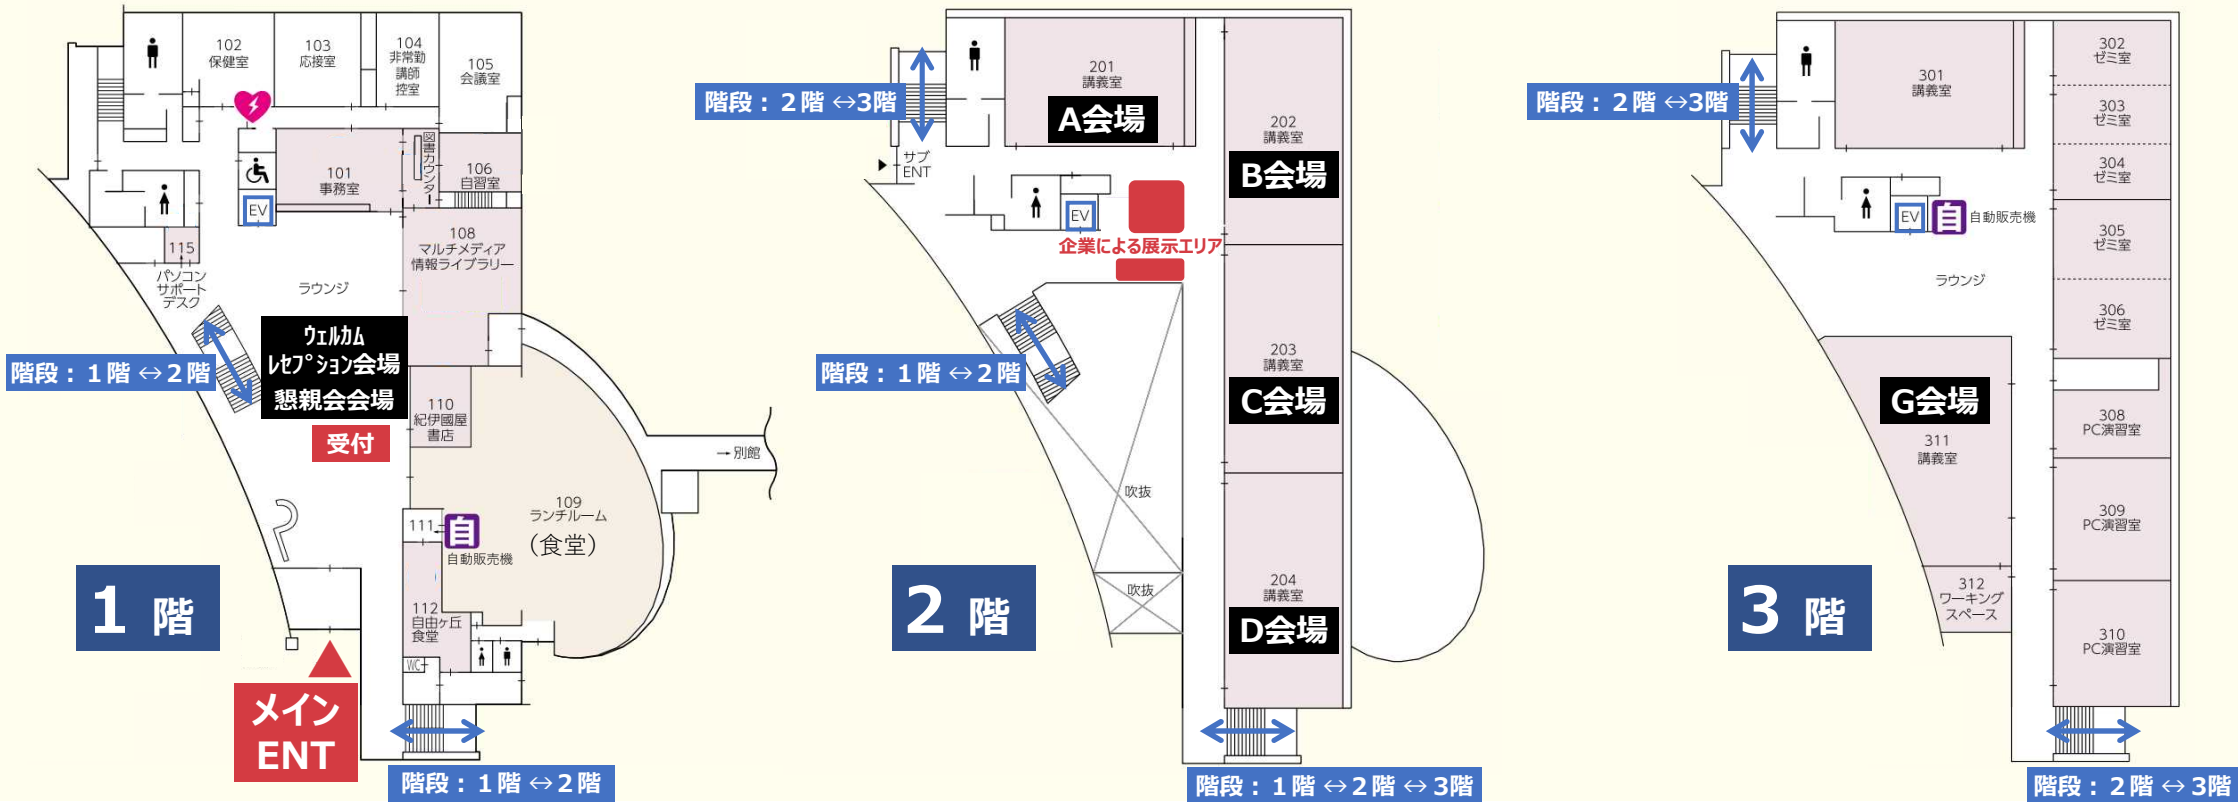 102
保健室
103
応接室
104
非常勤
講師
控室
105
会議室
101
事務室
図書カウンター
106
自習室
EV
115
パソコン
サポート
デスク
108
マルチメディア
情報ライブラリー
ラウンジ
ウェルカム
レセプション会場
懇親会会場
受付
階段：１階 ↔２階
110
紀伊國屋
書店
→ 別館
109
ランチルーム
（食堂）
111
自
自動販売機
112
自由ヶ丘
食堂
WC
1 階
メイン
ENT
階段：１階 ↔２階
201
講義室
A会場
階段：２階 ↔3階
サブ
ENT
202
講義室
B会場
EV
企業による展示エリア
階段：１階 ↔２階
203
講義室
C会場
吹抜
吹抜
204
講義室
D会場
2 階
階段：１階 ↔２階 ↔3階
301
講義室
階段：２階 ↔3階
302
ゼミ室
303
ゼミ室
304
ゼミ室
305
ゼミ室
306
ゼミ室
EV
自
自動販売機
ラウンジ
G会場
311
講義室
308
PC演習室
309
PC演習室
310
PC演習室
312
ワーキング
スペース
3 階
階段：２階 ↔3階